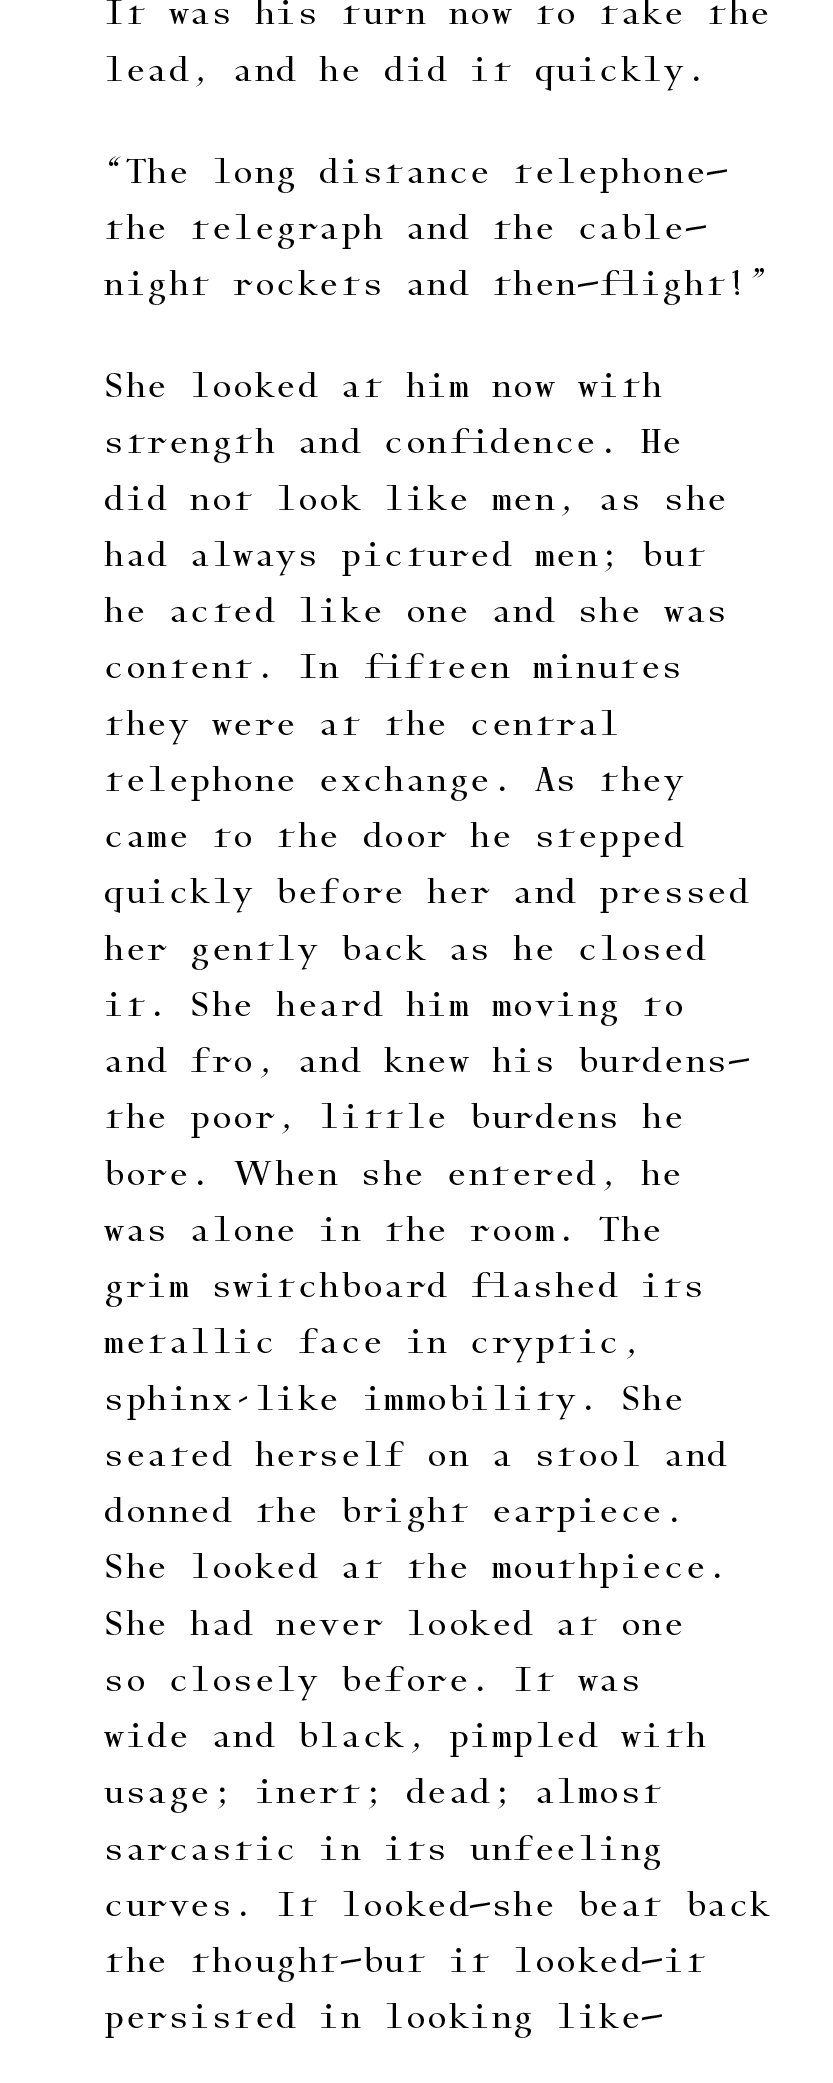 It was his turn now to take the
lead, and he did it quickly.
“The long distance telephone—
the telegraph and the cable—
night rockets and then—flight!”
She looked at him now with
strength and confidence. He
did not look like men, as she
had always pictured men; but
he acted like one and she was
content. In fifteen minutes
they were at the central
telephone exchange. As they
came to the door he stepped
quickly before her and pressed
her gently back as he closed
it. She heard him moving to
and fro, and knew his burdens—
the poor, little burdens he
bore. When she entered, he
was alone in the room. The
grim switchboard flashed its
metallic face in cryptic,
sphinx-like immobility. She
seated herself on a stool and
donned the bright earpiece.
She looked at the mouthpiece.
She had never looked at one
so closely before. It was
wide and black, pimpled with
usage; inert; dead; almost
sarcastic in its unfeeling
curves. It looked—she beat back
the thought—but it looked—it
persisted in looking like—